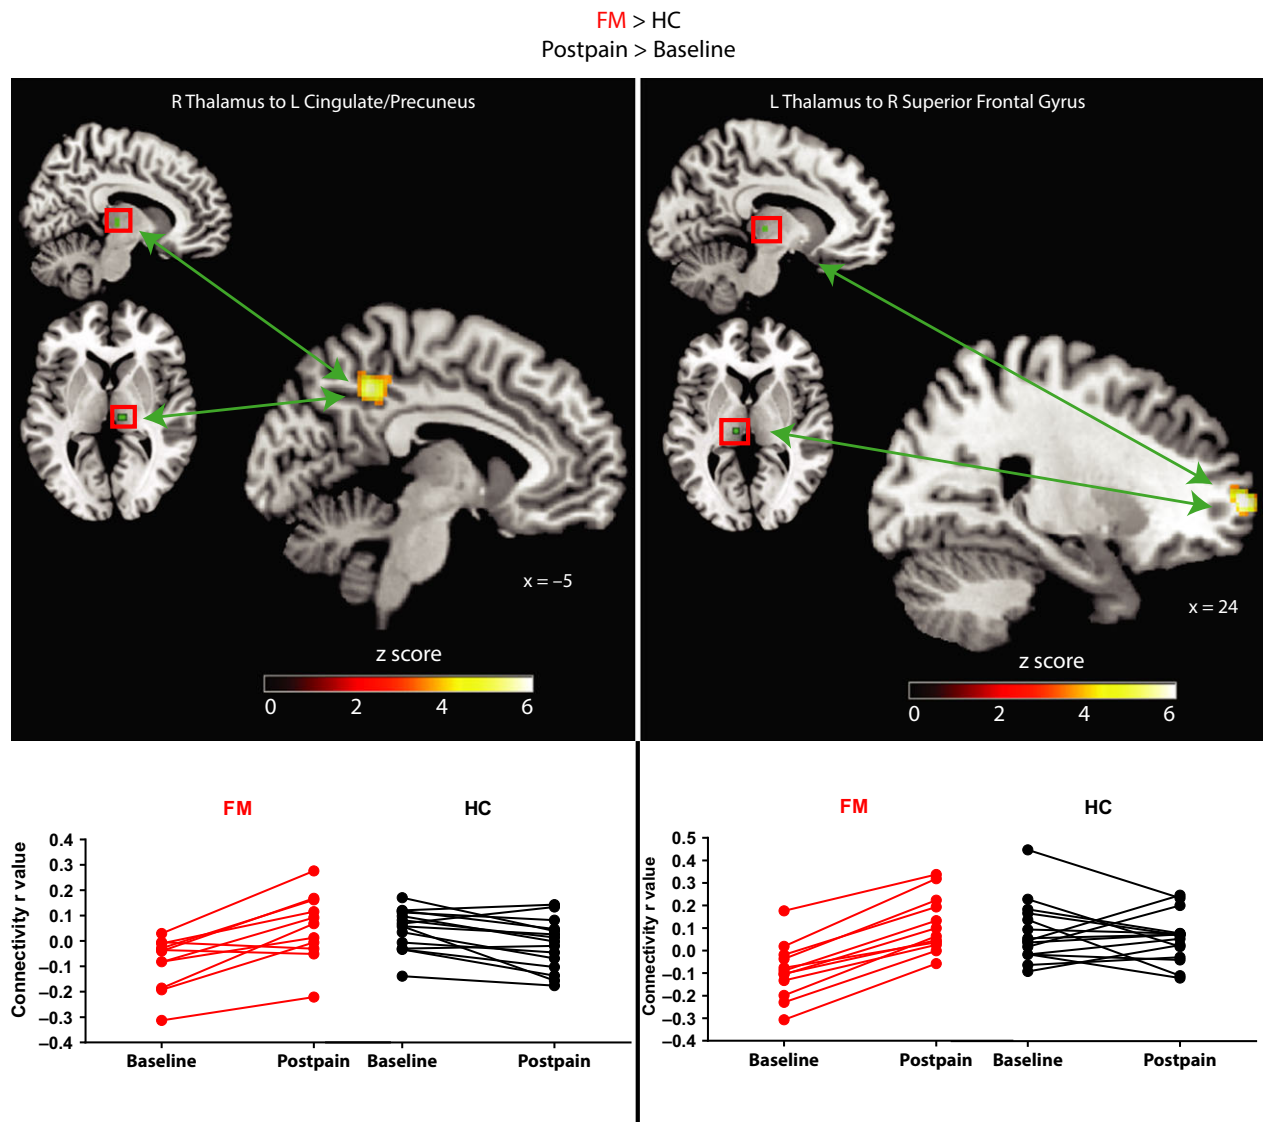 FM > HC
Postpain > Baseline
R Thalamus to L Cingulate/Precuneus
x = –5
z score
0 2 4 6
L Thalamus to R Superior Frontal Gyrus
x = 24
z score
0 2 4 6
FM HC
Connectivity r value
0.4
0.3
0.2
0.1
0.0
–0.1
–0.2
–0.3
–0.4
Baseline Postpain Baseline Postpain
FM HC
Connectivity r value
0.5
0.4
0.3
0.2
0.1
0.0
–0.1
–0.2
–0.3
–0.4
Baseline Postpain Baseline Postpain